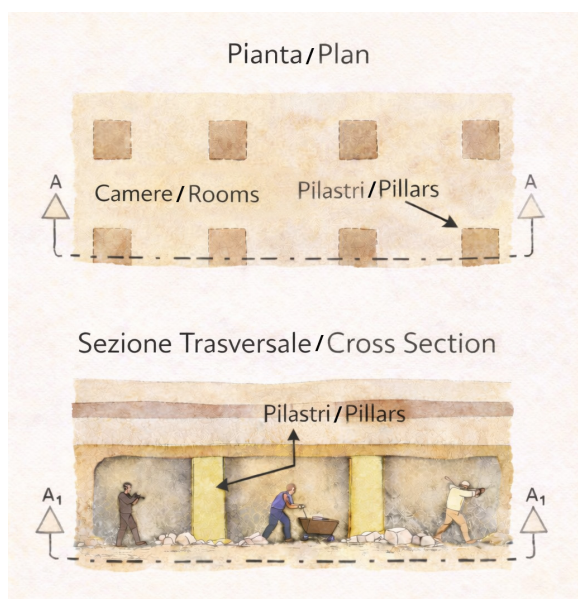 Pianta/Plan
A
A
Camere/Rooms
Pilastri/Pillars
Sezione Trasversale/Cross Section
Pilastri/Pillars
A₁
A₁